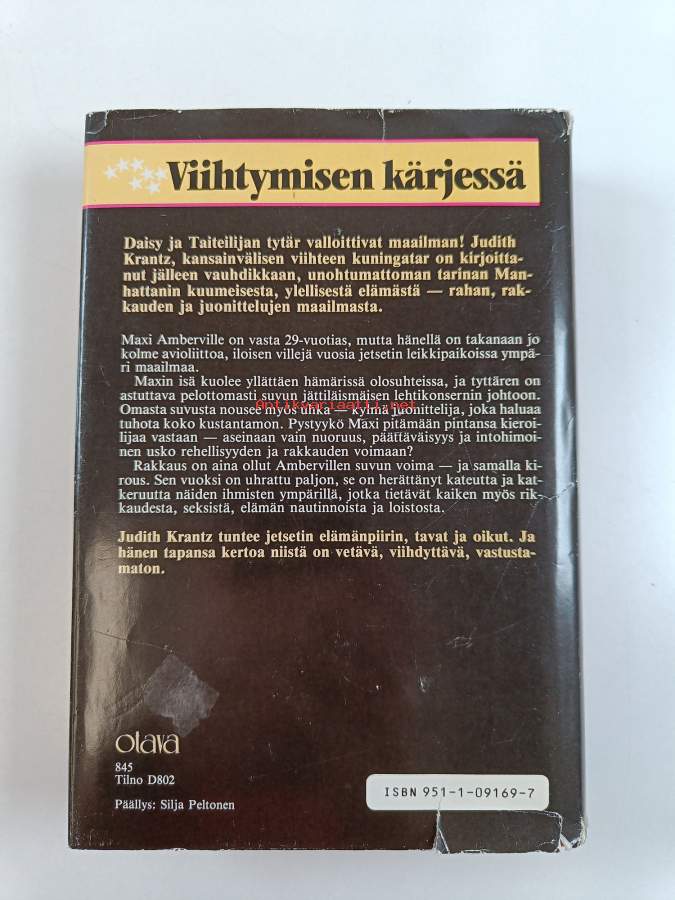 Viihtymisen kärjessä
Daisy ja Taiteilijan tytär valloittivat maailman! Judith
Krantz, kansainvälisen viihteen kuningatar on kirjoitta-
nut jälleen vauhdikkaan, unohtumattoman tarinan Man-
hattanin kuumeisesta, ylellisestä elämästä — rahan, rak-
kauden ja juonittelujen maailmasta.
Maxi Amberville on vasta 29-vuotias, mutta hänellä on takanaan jo
kolme avioliittoa, iloisen villejä vuosia jetsetin leikkipaikoissa ympä-
ri maailmaa.
Maxin isä kuolee yllättäen hämärissä olosuhteissa, ja tyttären on
astuttava pelottomasti suvun jättiläismäisen lehtikonsernin johtoon.
Antikvariaatti.net
Omasta suvusta nousee myös uhka — kylmä juonittelija, joka haluaa
tuhota koko kustantamon. Pystyykö Maxi pitämään pintansa kieroi-
lijaa vastaan — aseinaan vain nuoruus, päättäväisyys ja intohimoi-
nen usko rehellisyyden ja rakkauden voimaan?
Rakkaus on aina ollut Ambervillen suvun voima — ja samalla ki-
rous. Sen vuoksi on uhrattu paljon, se on herättänyt kateutta ja kat-
keruutta näiden ihmisten ympärillä, jotka tietävät kaiken myös rik-
kaudesta, seksistä, elämän nautinnoista ja loistosta.
Judith Krantz tuntee jetsetin elämänpiirin, tavat ja oikut. Ja
hänen tapansa kertoa niistä on vetävä, viihdyttävä, vastusta-
maton.
otava
845
Tilno D802
Päällys: Silja Peltonen
ISBN 951-1-09169-7